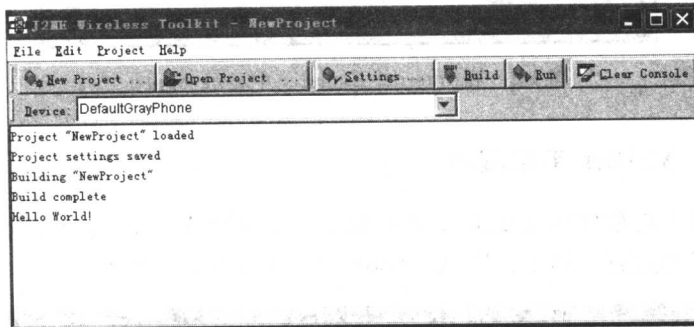 J2ME Wireless Toolkit - NewProject
File Edit Project Help
New Project ... Open Project ... Settings ... Build Run Clear Console
Device: DefaultGrayPhone
Project "NewProject" loaded
Project settings saved
Building "NewProject"
Build complete
Hello World!